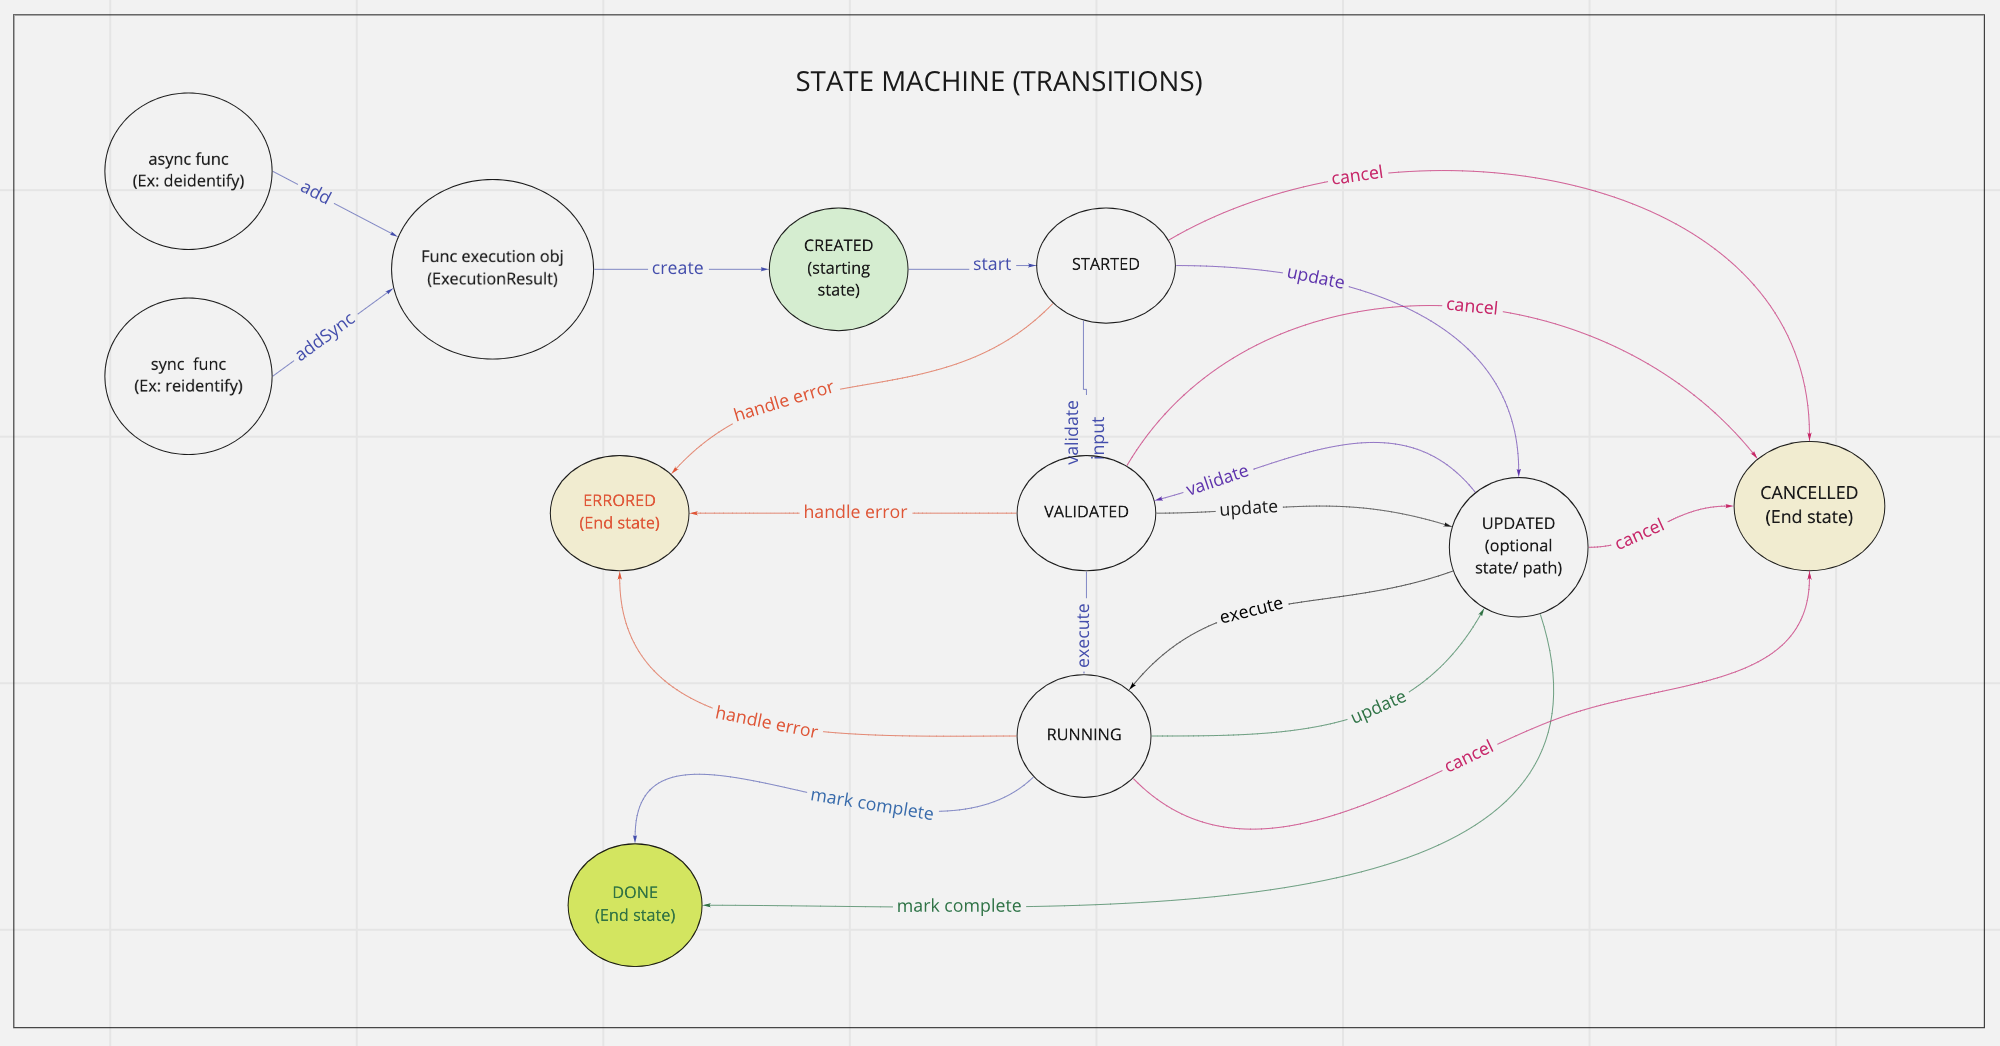 STATE MACHINE (TRANSITIONS)
async func
(Ex: deidentify)
add
sync  func
(Ex: reidentify)
addSync
Func execution obj
(ExecutionResult)
create
CREATED
(starting
state)
start
STARTED
cancel
update
cancel
handle error
validate
input
ERRORED
(End state)
handle error
VALIDATED
validate
update
UPDATED
(optional
state/ path)
cancel
CANCELLED
(End state)
execute
execute
handle error
RUNNING
update
cancel
mark complete
DONE
(End state)
mark complete